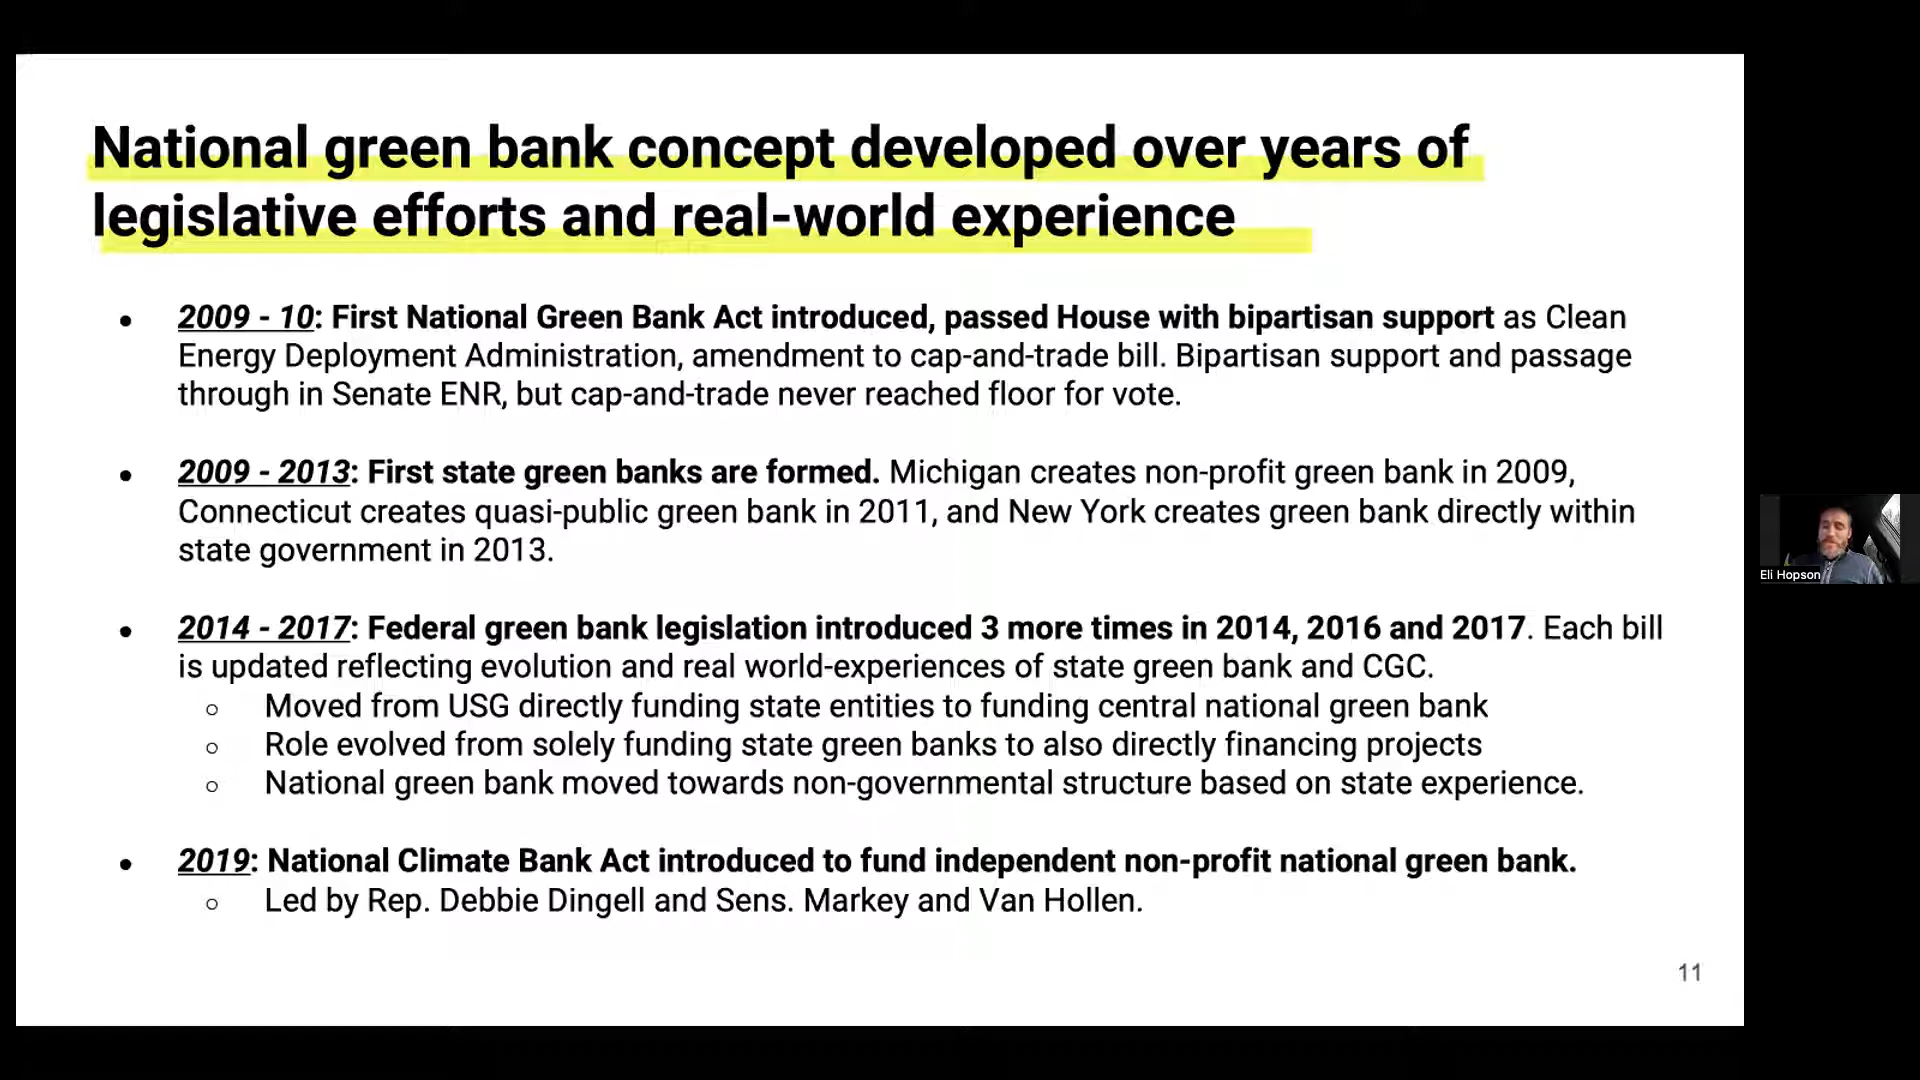 National green bank concept developed over years of
legislative efforts and real-world experience
● 2009 - 10: First National Green Bank Act introduced, passed House with bipartisan support as Clean
Energy Deployment Administration, amendment to cap-and-trade bill. Bipartisan support and passage
through in Senate ENR, but cap-and-trade never reached floor for vote.
● 2009 - 2013: First state green banks are formed. Michigan creates non-profit green bank in 2009,
Connecticut creates quasi-public green bank in 2011, and New York creates green bank directly within
state government in 2013.
● 2014 - 2017: Federal green bank legislation introduced 3 more times in 2014, 2016 and 2017. Each bill
is updated reflecting evolution and real world-experiences of state green bank and CGC.
○ Moved from USG directly funding state entities to funding central national green bank
○ Role evolved from solely funding state green banks to also directly financing projects
○ National green bank moved towards non-governmental structure based on state experience.
● 2019: National Climate Bank Act introduced to fund independent non-profit national green bank.
○ Led by Rep. Debbie Dingell and Sens. Markey and Van Hollen.
11
Eli Hopson